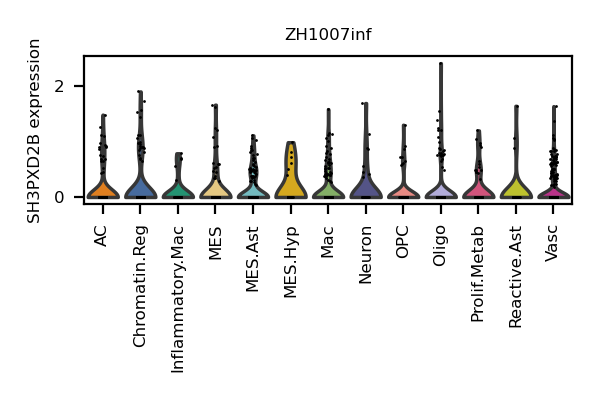 ZH1007inf
SH3PXD2B expression
2
0
AC
Chromatin.Reg
Inflammatory.Mac
MES
MES.Ast
MES.Hyp
Mac
Neuron
OPC
Oligo
Prolif.Metab
Reactive.Ast
Vasc